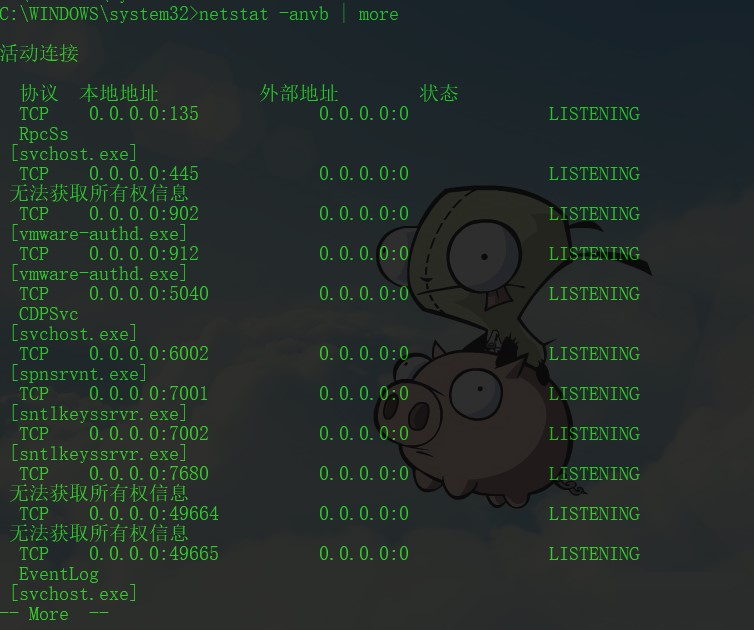 C:\WINDOWS\system32>netstat -anvb | more
活动连接
协议 本地地址 外部地址 状态
TCP 0.0.0.0:135 0.0.0.0:0 LISTENING
RpcSs
[svchost.exe]
TCP 0.0.0.0:445 0.0.0.0:0 LISTENING
无法获取所有权信息
TCP 0.0.0.0:902 0.0.0.0:0 LISTENING
[vmware-authd.exe]
TCP 0.0.0.0:912 0.0.0.0:0 LISTENING
[vmware-authd.exe]
TCP 0.0.0.0:5040 0.0.0.0:0 LISTENING
CDPSvc
[svchost.exe]
TCP 0.0.0.0:6002 0.0.0.0:0 LISTENING
[spnsrvnt.exe]
TCP 0.0.0.0:7001 0.0.0.0:0 LISTENING
[sntlkeyssrvr.exe]
TCP 0.0.0.0:7002 0.0.0.0:0 LISTENING
[sntlkeyssrvr.exe]
TCP 0.0.0.0:7680 0.0.0.0:0 LISTENING
无法获取所有权信息
TCP 0.0.0.0:49664 0.0.0.0:0 LISTENING
无法获取所有权信息
TCP 0.0.0.0:49665 0.0.0.0:0 LISTENING
EventLog
[svchost.exe]
-- More --